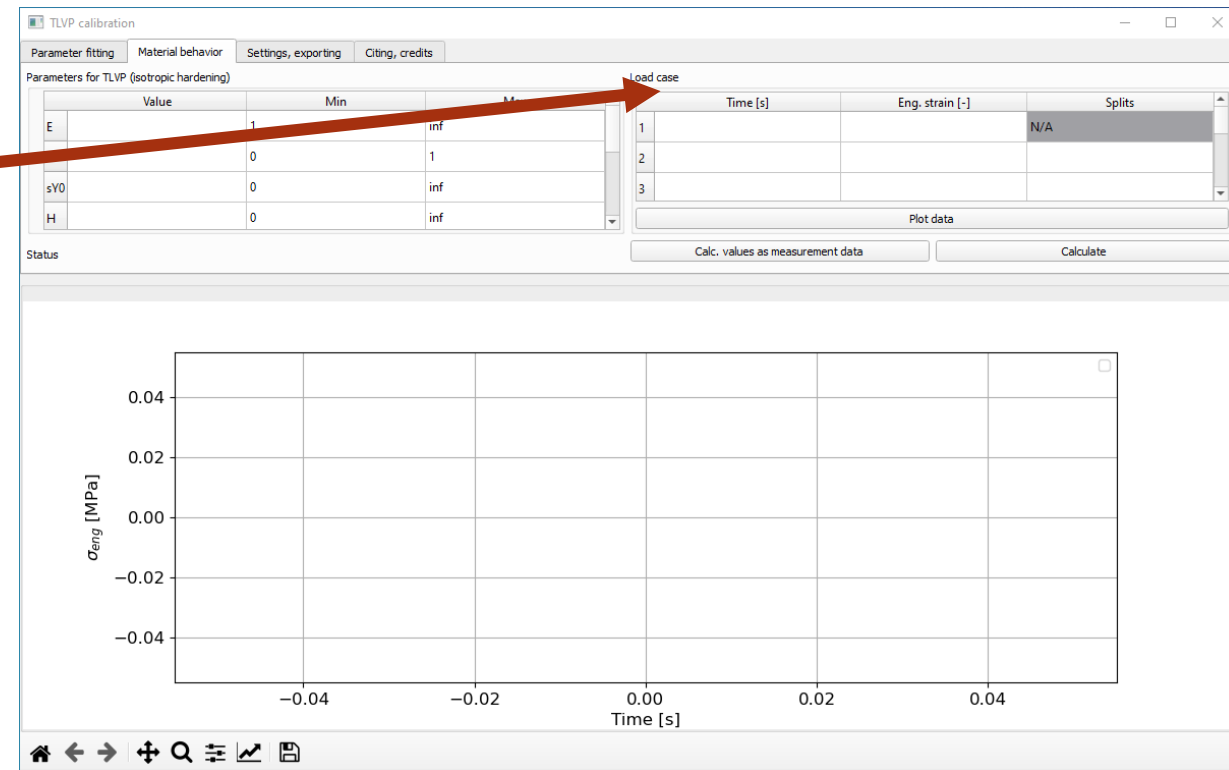 TLVP calibration
Parameter fitting Material behavior Settings, exporting Citing, credits
Parameters for TLVP (isotropic hardening)
Value Min
E 1 inf
0 1
sY0 0 inf
H 0 inf
Load case
Time [s] Eng. strain [-] Splits
1 N/A
2
3
Plot data
Status
Calc. values as measurement data Calculate
0.04
0.02
0.00
−0.02
−0.04
σeng [MPa]
−0.04 −0.02 0.00 0.02 0.04
Time [s]